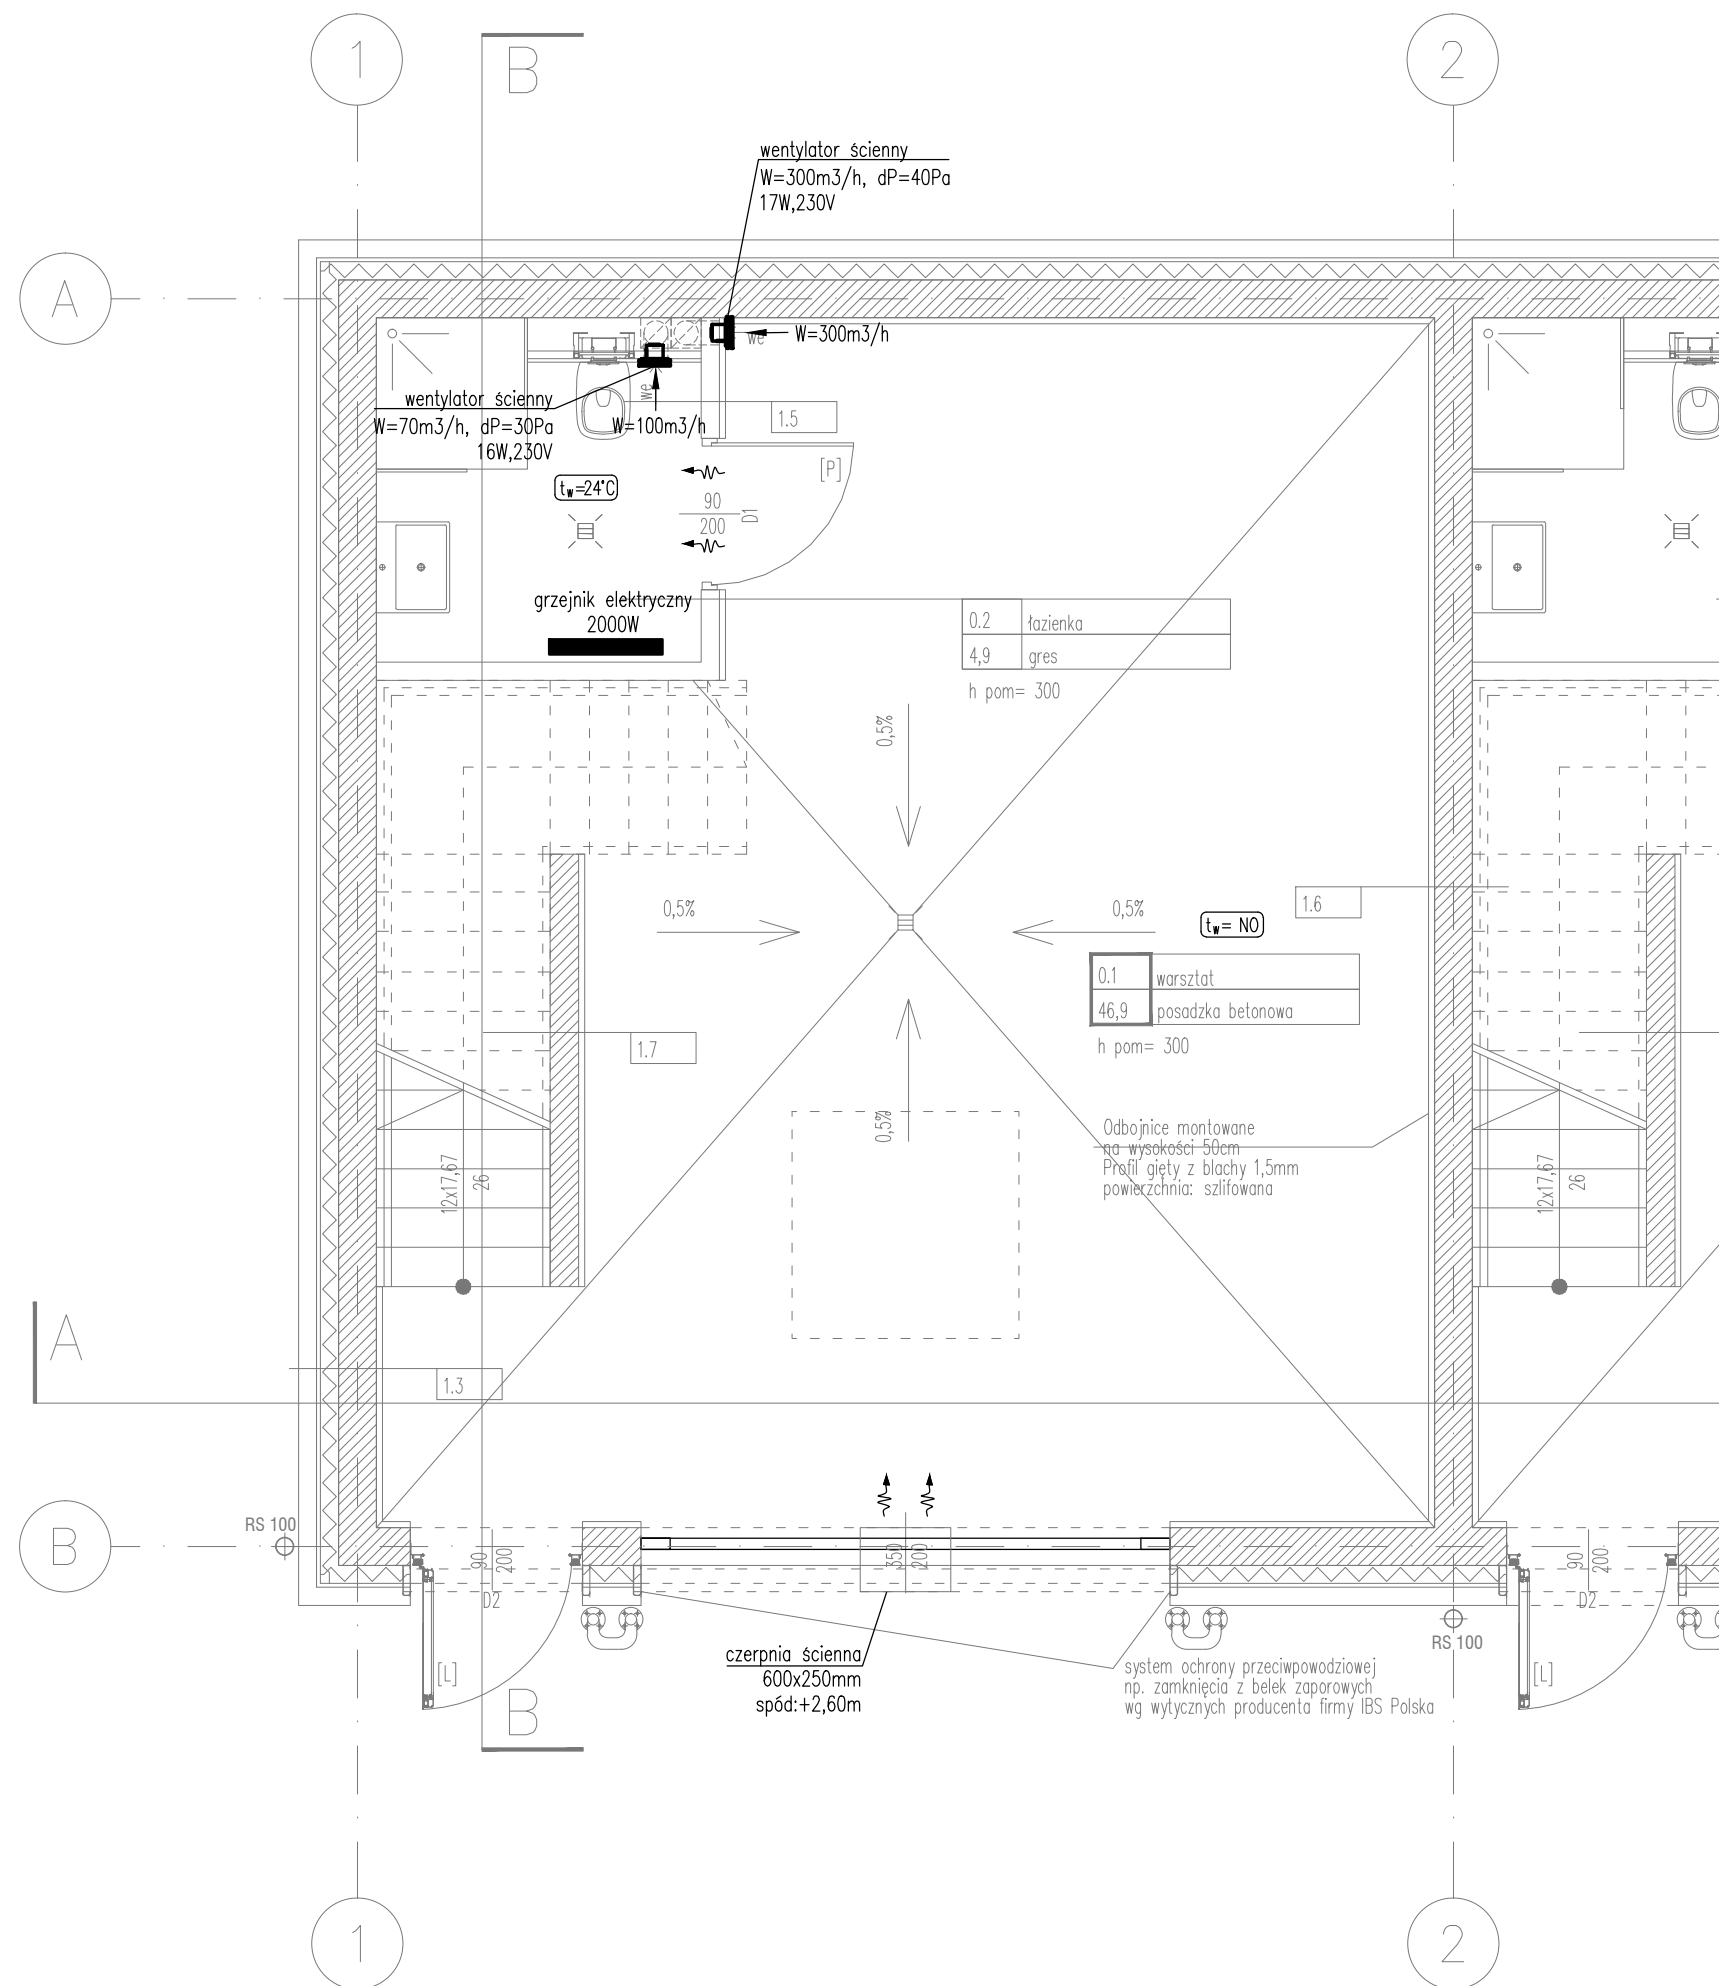 1
B
2
wentylator ścienny
W=300m3/h, dP=40Pa
17W,230V
A
we
W=300m3/h
wentylator ścienny
W=70m3/h, dP=30Pa
16W,230V
we
W=100m3/h
1.5
[P]
tw=24°C
90
200
D1
grzejnik elektryczny
2000W
0.2 łazienka
4,9 gres
h pom= 300
0,5%
0,5%
0,5%
tw= NO
1.6
0.1 warsztat
46,9 posadzka betonowa
h pom= 300
1.7
0,5%
Odbojnice montowane
na wysokości 50cm
Profil gięty z blachy 1,5mm
powierzchnia: szlifowana
12x17,67
26
12x17,67
26
A
1.3
RS 100
B
90
200
D2
350
200
90
200
D2
RS 100
czerpnia ścienna
600x250mm
spód:+2,60m
[L]
system ochrony przeciwpowodziowej
np. zamknięcia z belek zaporowych
wg wytycznych producenta firmy IBS Polska
[L]
B
1
2